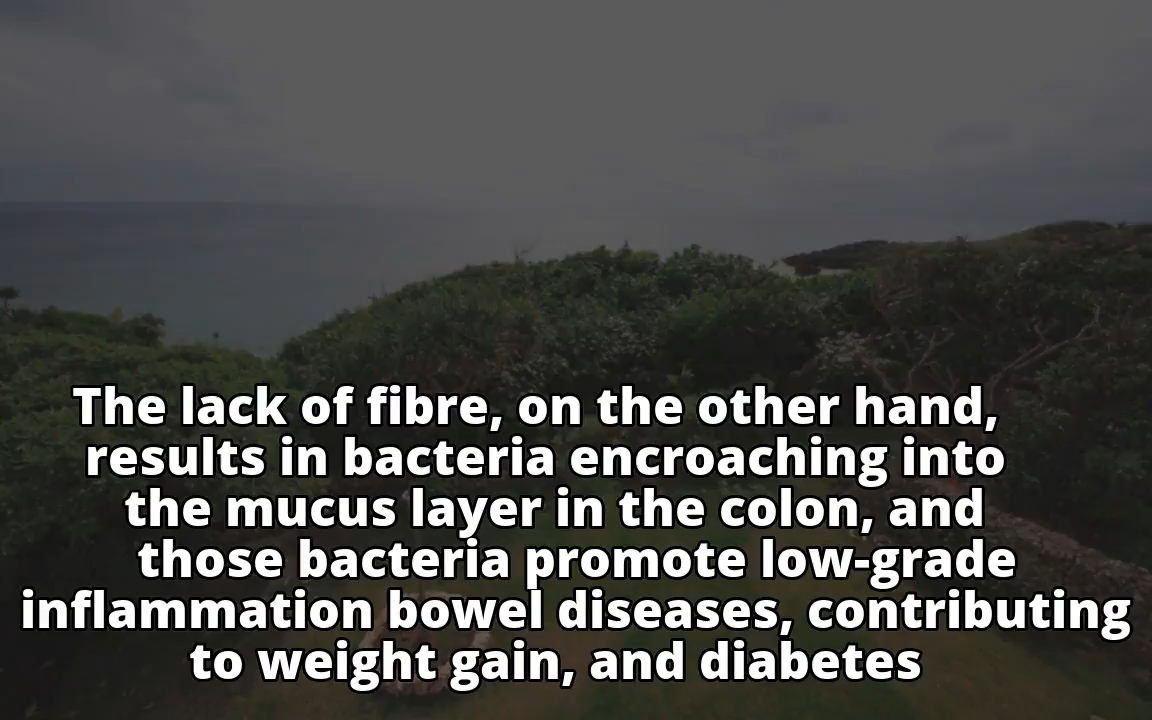 The lack of fibre, on the other hand,
results in bacteria encroaching into
the mucus layer in the colon, and
those bacteria promote low-grade
inflammation bowel diseases, contributing
to weight gain, and diabetes